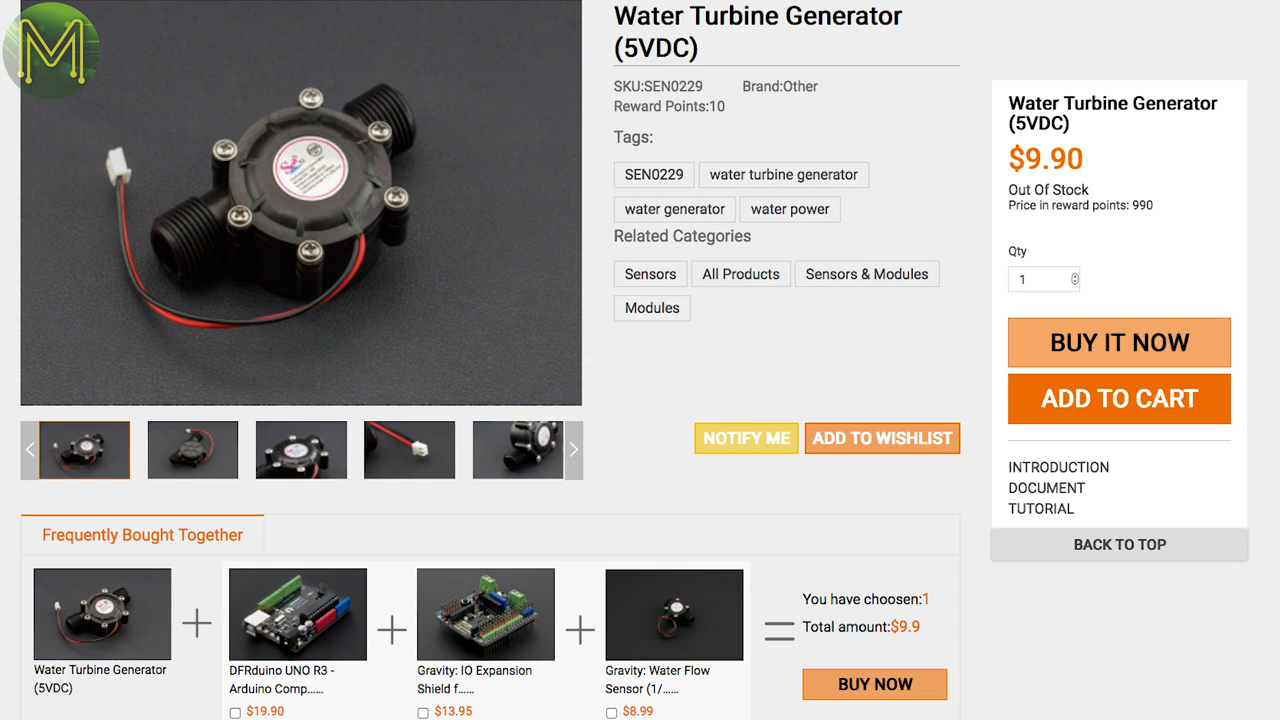 M
Water Turbine Generator
(5VDC)
SKU:SEN0229 Brand:Other
Reward Points:10
Tags:
SEN0229 water turbine generator
water generator water power
Related Categories
Sensors All Products Sensors & Modules
Modules
NOTIFY ME ADD TO WISHLIST
Water Turbine Generator
(5VDC)
$9.90
Out Of Stock
Price in reward points: 990
Qty
1
BUY IT NOW
ADD TO CART
INTRODUCTION
DOCUMENT
TUTORIAL
BACK TO TOP
Frequently Bought Together
Water Turbine Generator
(5VDC)
DFRduino UNO R3 -
Arduino Comp......
$19.90
Gravity: IO Expansion
Shield f......
$13.95
Gravity: Water Flow
Sensor (1/......
$8.99
You have choosen:1
Total amount:$9.9
BUY NOW